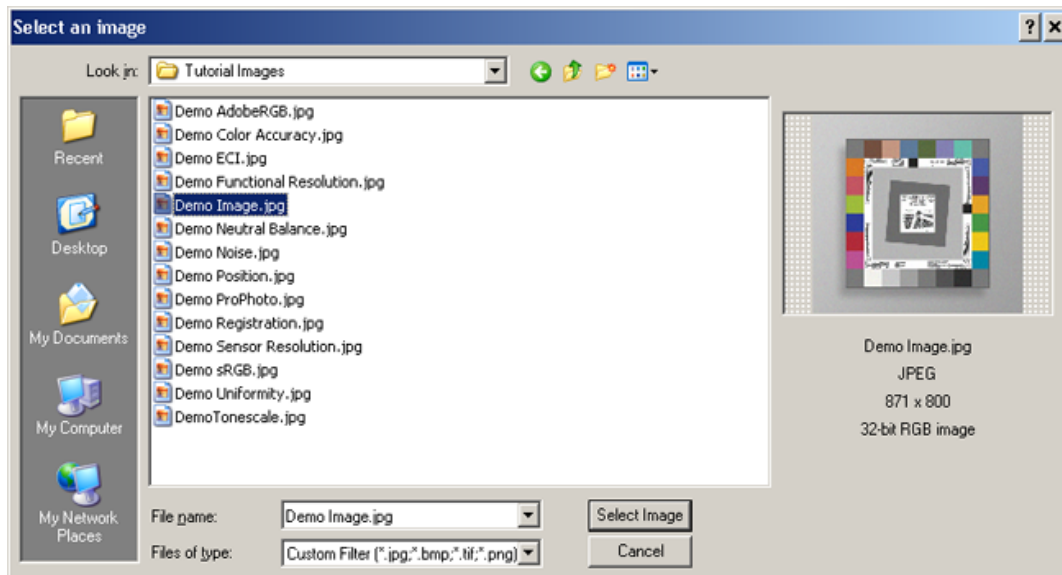 Select an image
Look in:
Tutorial Images
Recent
Desktop
My Documents
My Computer
My Network
Places
Demo AdobeRGB.jpg
Demo Color Accuracy.jpg
Demo ECI.jpg
Demo Functional Resolution.jpg
Demo Image.jpg
Demo Neutral Balance.jpg
Demo Noise.jpg
Demo Position.jpg
Demo ProPhoto.jpg
Demo Registration.jpg
Demo Sensor Resolution.jpg
Demo sRGB.jpg
Demo Uniformity.jpg
DemoTonescale.jpg
Demo Image.jpg
JPEG
871 x 800
32-bit RGB image
File name:
Demo Image.jpg
Select Image
Files of type:
Custom Filter (*.jpg;*.bmp;*.tif;*.png)
Cancel